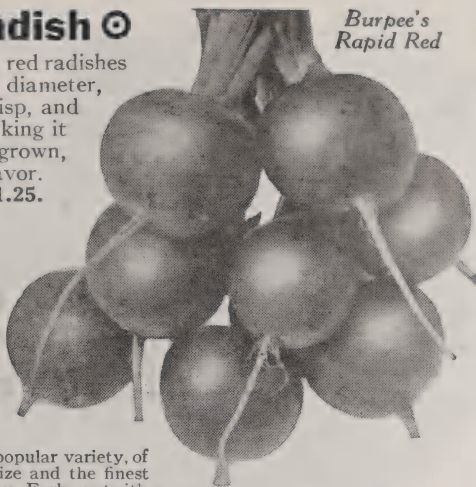 adish ⊙
red radishes
diameter,
isp, and
king it
grown,
avor.
1.25.
Burpee's
Rapid Red
popular variety, of
ize and the finest